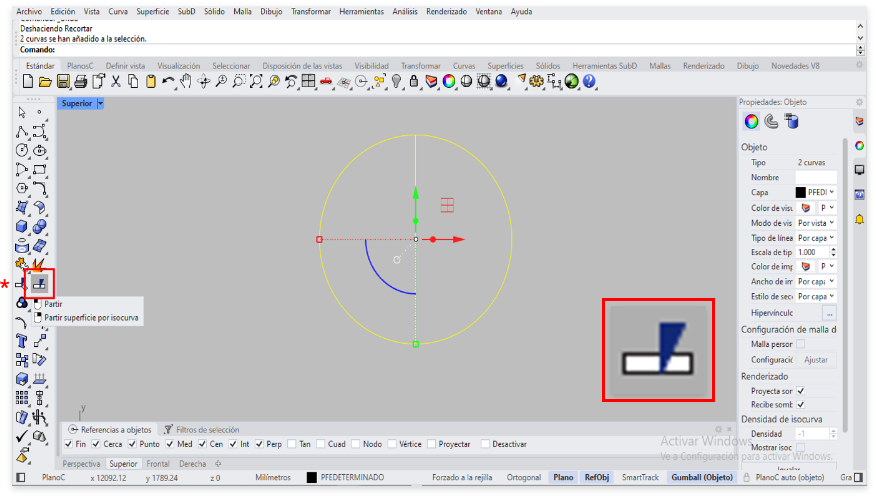 Archivo Edición Vista Curva Superficie SubD Sólido Malla Dibujo Transformar Herramientas Análisis Renderizado Ventana Ayuda
Deshaciendo Recortar
2 curvas se han añadido a la selección.
Comando:
Estándar PlanosC Definir vista Visualización Seleccionar Disposición de las vistas Visibilidad Transformar Curvas Superficies Sólidos Herramientas SubD Mallas Renderizado Dibujo Novedades V8
Superior
Propiedades: Objeto
Objeto
Tipo 2 curvas
Nombre
Capa PFEDI
Color de visu P
Modo de vis Por vista
Tipo de línea Por capa
Escala de tip 1.000
Color de imp P
Ancho de im Por capa
Estilo de secc Por capa
Hipervínculo ...
Configuración de malla d
Malla person
Configuració Ajustar
Renderizado
Proyecta son
Recibe somb
Densidad de isocurva
Densidad -1
Mostrar isoc
*
Partir
Partir superficie por isocurva
y
Referencias a objetos Filtros de selección
Fin Cerca Punto Med Cen Int Perp Tan Cuad Nodo Vértice Proyectar Desactivar
Activar Windows
Ve a Configuración para activar Windows.
Perspectiva Superior Frontal Derecha
PlanoC x 12092.12 y 1789.24 z 0 Milímetros PFEDETERMINADO Forzado a la rejilla Ortogonal Plano RefObj SmartTrack Gumball (Objeto) PlanoC auto (objeto) Gra